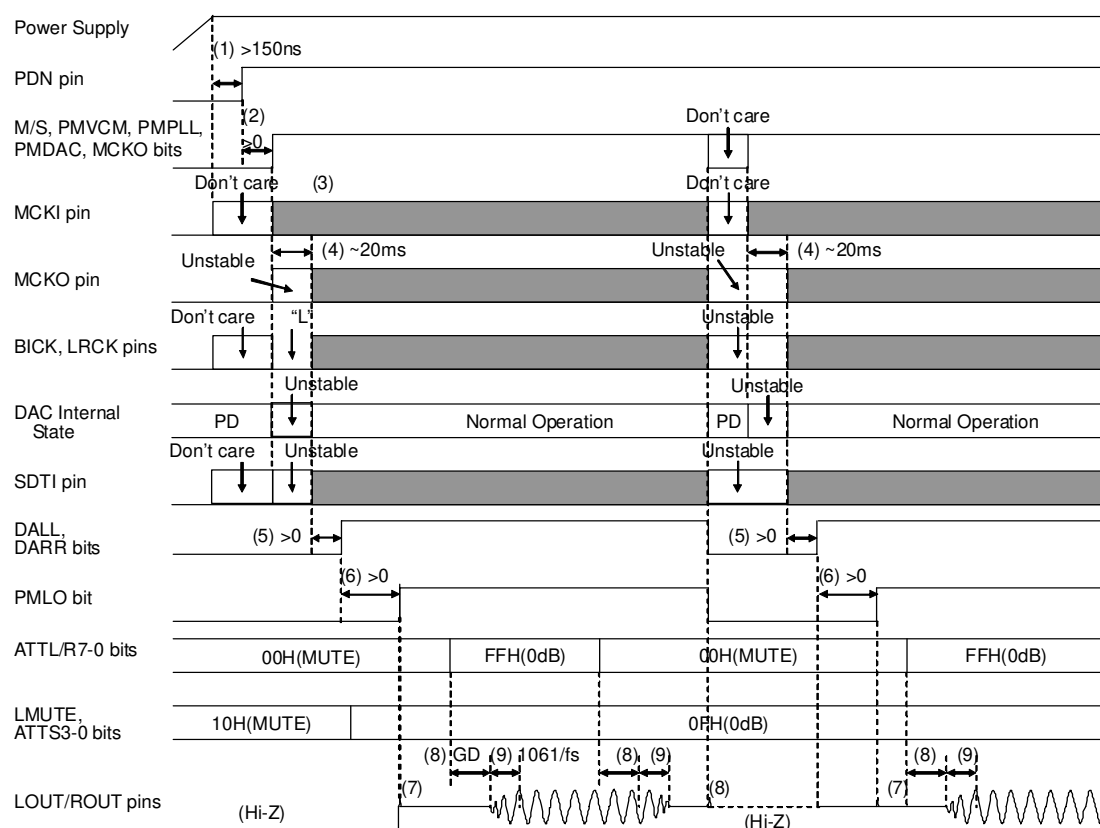 Power Supply
(1) >150ns
PDN pin
(2)
M/S, PMVCM, PMPLL,
PMDAC, MCKO bits
>0
Don't care
Don't care
(3)
Don't care
MCKI pin
(4) ~20ms
Unstable
(4) ~20ms
Unstable
MCKO pin
Don't care
"L"
Unstable
BICK, LRCK pins
Unstable
Unstable
DAC Internal
State
PD
Normal Operation
PD
Normal Operation
Don't care
Unstable
Unstable
SDTI pin
DALL,
DARR bits
(5) >0
(5) >0
(6) >0
(6) >0
PMLO bit
ATTL/R7-0 bits
00H(MUTE)
FFH(0dB)
00H(MUTE)
FFH(0dB)
LMUTE,
ATTS3-0 bits
10H(MUTE)
0FH(0dB)
(8) GD
(9) 1061/fs
(8)
(9)
(8)
(9)
LOUT/ROUT pins
(7)
(8)
(7)
(Hi-Z)
(Hi-Z)